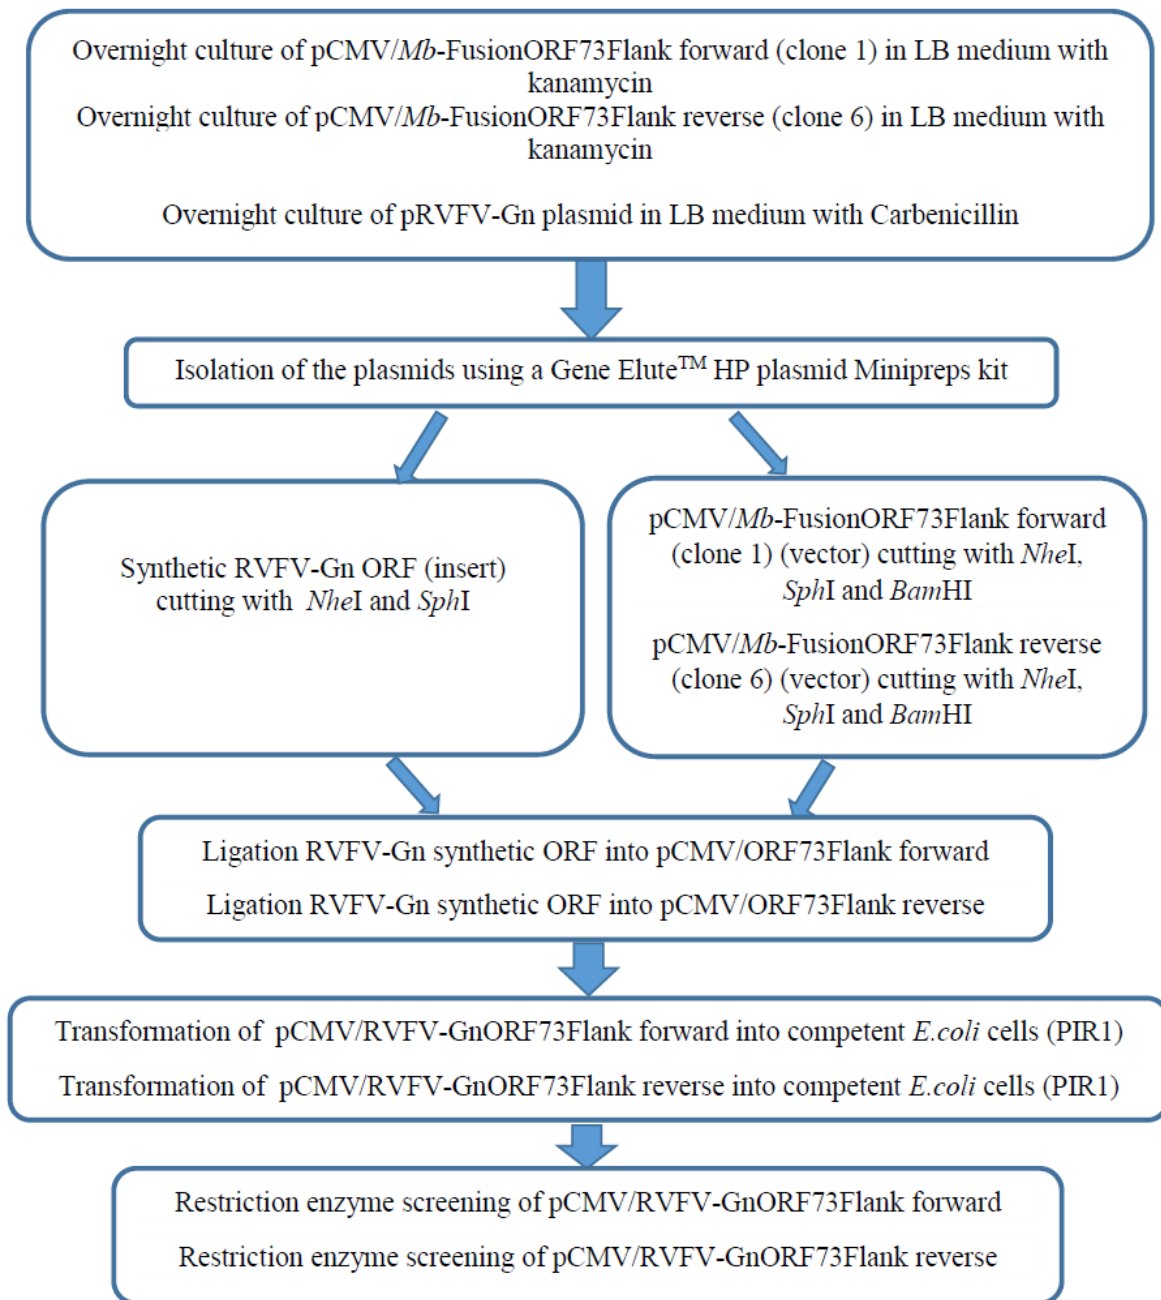 Overnight culture of pCMV/Mb-FusionORF73Flank forward (clone 1) in LB medium with
kanamycin
Overnight culture of pCMV/Mb-FusionORF73Flank reverse (clone 6) in LB medium with
kanamycin
Overnight culture of pRVFV-Gn plasmid in LB medium with Carbenicillin
Isolation of the plasmids using a Gene Elute™ HP plasmid Minipreps kit
Synthetic RVFV-Gn ORF (insert)
cutting with NheI and SphI
pCMV/Mb-FusionORF73Flank forward
(clone 1) (vector) cutting with NheI,
SphI and BamHI
pCMV/Mb-FusionORF73Flank reverse
(clone 6) (vector) cutting with NheI,
SphI and BamHI
Ligation RVFV-Gn synthetic ORF into pCMV/ORF73Flank forward
Ligation RVFV-Gn synthetic ORF into pCMV/ORF73Flank reverse
Transformation of pCMV/RVFV-GnORF73Flank forward into competent E.coli cells (PIR1)
Transformation of pCMV/RVFV-GnORF73Flank reverse into competent E.coli cells (PIR1)
Restriction enzyme screening of pCMV/RVFV-GnORF73Flank forward
Restriction enzyme screening of pCMV/RVFV-GnORF73Flank reverse